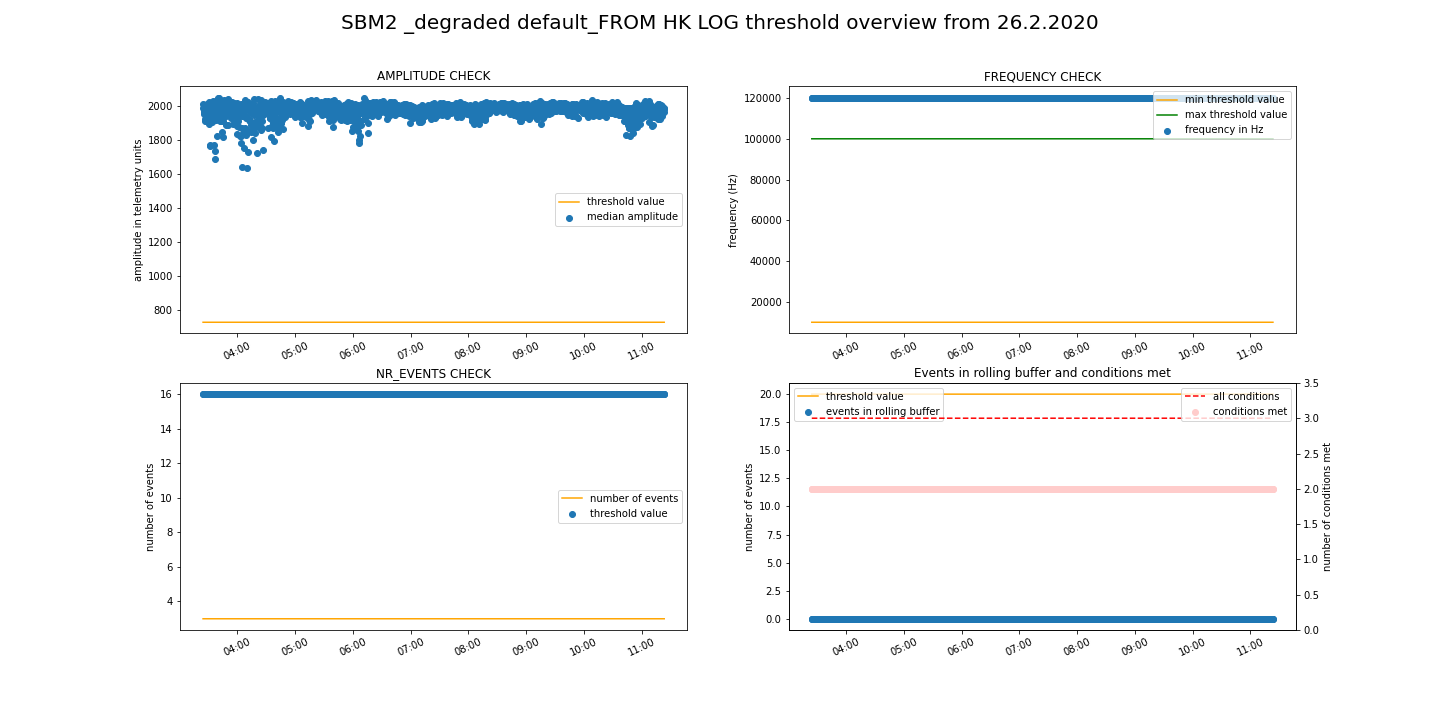 SBM2 _degraded default_FROM HK LOG threshold overview from 26.2.2020
AMPLITUDE CHECK
amplitude in telemetry units
2000
1800
1600
1400
1200
1000
800
threshold value
median amplitude
04:00 05:00 06:00 07:00 08:00 09:00 10:00 11:00
FREQUENCY CHECK
frequency (Hz)
120000
100000
80000
60000
40000
20000
min threshold value
max threshold value
frequency in Hz
04:00 05:00 06:00 07:00 08:00 09:00 10:00 11:00
NR_EVENTS CHECK
number of events
16
14
12
10
8
6
4
number of events
threshold value
04:00 05:00 06:00 07:00 08:00 09:00 10:00 11:00
Events in rolling buffer and conditions met
number of events
20.0
17.5
15.0
12.5
10.0
7.5
5.0
2.5
0.0
threshold value
events in rolling buffer
all conditions
conditions met
3.5
3.0
2.5
2.0
1.5
1.0
0.5
0.0
number of conditions met
04:00 05:00 06:00 07:00 08:00 09:00 10:00 11:00